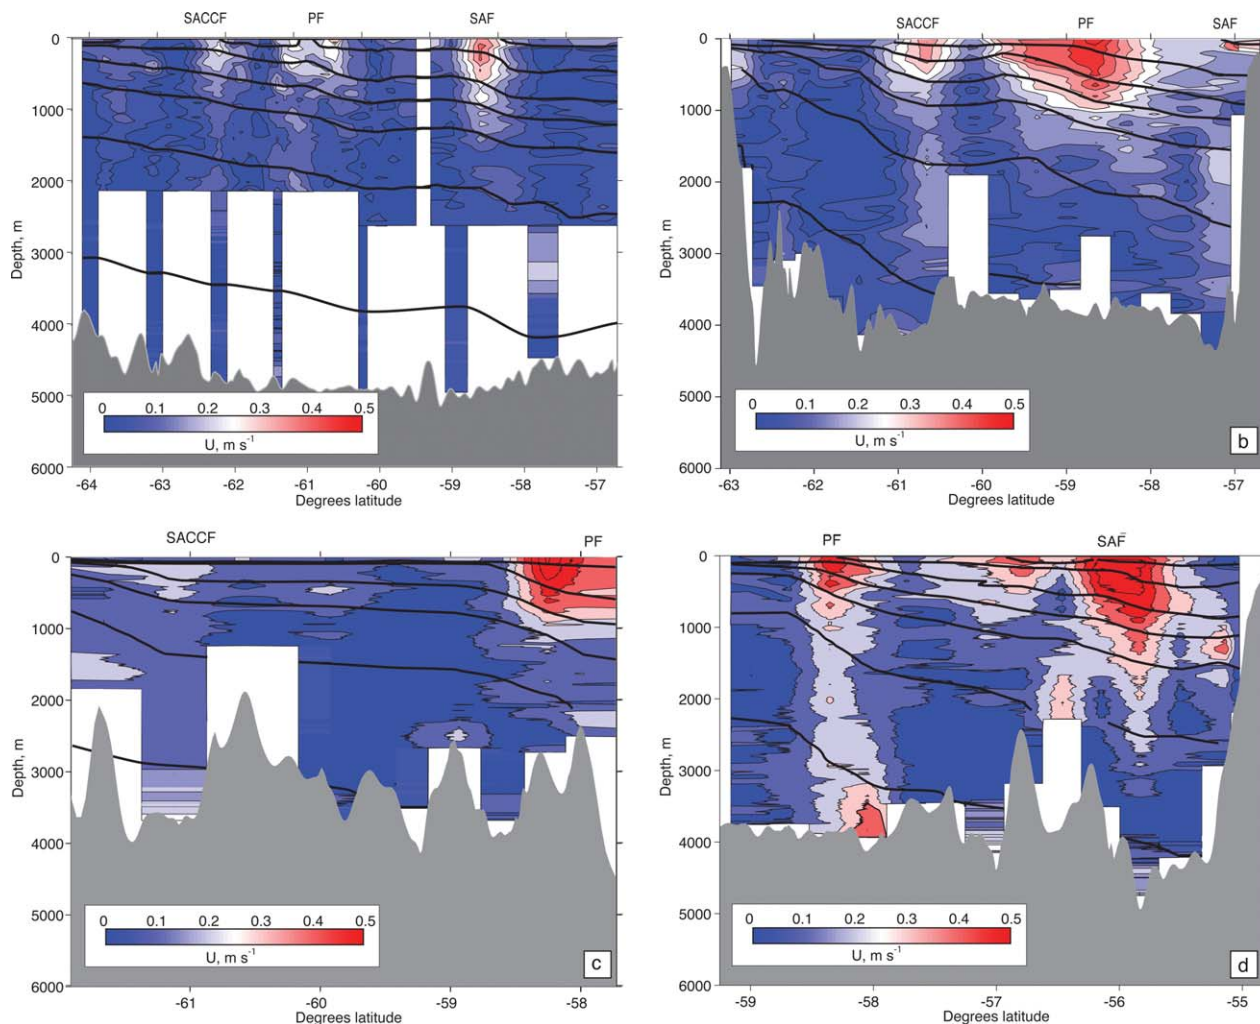 SACCF PF SAF
0
1000
2000
3000
4000
5000
6000
Depth, m
0 0.1 0.2 0.3 0.4 0.5
U, m s⁻¹
-64 -63 -62 -61 -60 -59 -58 -57
Degrees latitude
SACCF PF SAF
0
1000
2000
3000
4000
5000
6000
Depth, m
0 0.1 0.2 0.3 0.4 0.5
U, m s⁻¹
b
-63 -62 -61 -60 -59 -58 -57
Degrees latitude
SACCF PF
0
1000
2000
3000
4000
5000
6000
Depth, m
0 0.1 0.2 0.3 0.4 0.5
U, m s⁻¹
c
-61 -60 -59 -58
Degrees latitude
PF SAF
0
1000
2000
3000
4000
5000
6000
Depth, m
0 0.1 0.2 0.3 0.4 0.5
U, m s⁻¹
d
-59 -58 -57 -56 -55
Degrees latitude